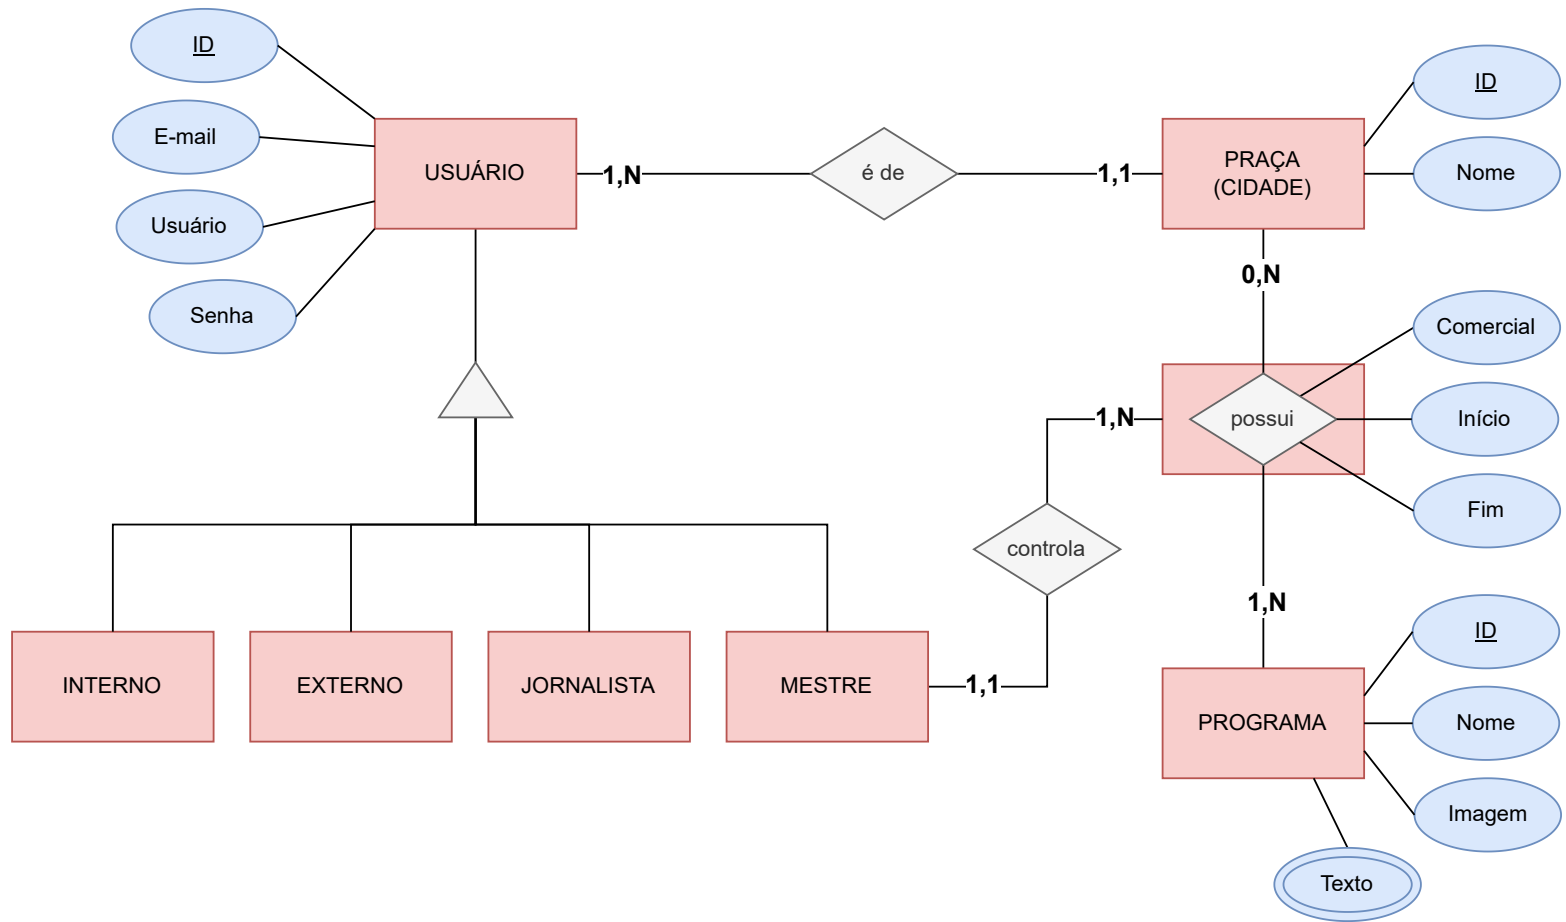 ID
E-mail
Usuário
Senha
USUÁRIO
1,N
é de
1,1
PRAÇA
(CIDADE)
ID
Nome
0,N
Comercial
Início
Fim
possui
1,N
controla
1,1
1,N
INTERNO
EXTERNO
JORNALISTA
MESTRE
PROGRAMA
ID
Nome
Imagem
Texto